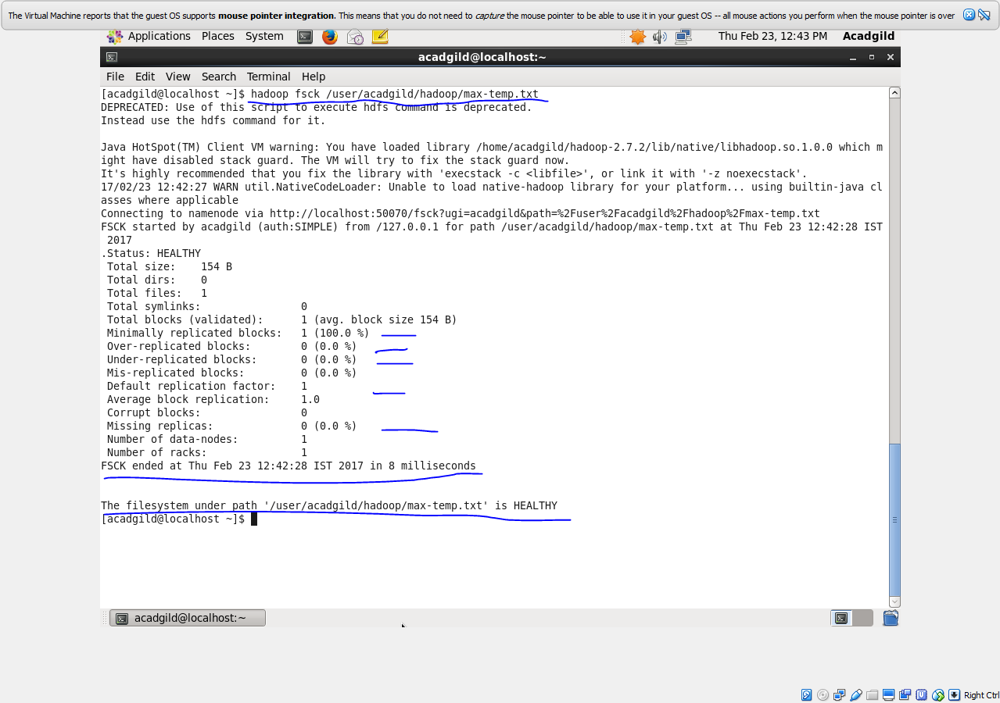 The Virtual Machine reports that the guest OS supports mouse pointer integration. This means that you do not need to capture the mouse pointer to be able to use it in your guest OS -- all mouse actions you perform when the mouse pointer is over
Applications Places System Thu Feb 23, 12:43 PM Acadgild
acadgild@localhost:~
File Edit View Search Terminal Help
[acadgild@localhost ~]$ hadoop fsck /user/acadgild/hadoop/max-temp.txt
DEPRECATED: Use of this script to execute hdfs command is deprecated.
Instead use the hdfs command for it.
Java HotSpot(TM) Client VM warning: You have loaded library /home/acadgild/hadoop-2.7.2/lib/native/libhadoop.so.1.0.0 which m
ight have disabled stack guard. The VM will try to fix the stack guard now.
It's highly recommended that you fix the library with 'execstack -c <libfile>', or link it with '-z noexecstack'.
17/02/23 12:42:27 WARN util.NativeCodeLoader: Unable to load native-hadoop library for your platform... using builtin-java cl
asses where applicable
Connecting to namenode via http://localhost:50070/fsck?ugi=acadgild&path=%2Fuser%2Facadgild%2Fhadoop%2Fmax-temp.txt
FSCK started by acadgild (auth:SIMPLE) from /127.0.0.1 for path /user/acadgild/hadoop/max-temp.txt at Thu Feb 23 12:42:28 IST
2017
.Status: HEALTHY
Total size: 154 B
Total dirs: 0
Total files: 1
Total symlinks: 0
Total blocks (validated): 1 (avg. block size 154 B)
Minimally replicated blocks: 1 (100.0 %)
Over-replicated blocks: 0 (0.0 %)
Under-replicated blocks: 0 (0.0 %)
Mis-replicated blocks: 0 (0.0 %)
Default replication factor: 1
Average block replication: 1.0
Corrupt blocks: 0
Missing replicas: 0 (0.0 %)
Number of data-nodes: 1
Number of racks: 1
FSCK ended at Thu Feb 23 12:42:28 IST 2017 in 8 milliseconds
The filesystem under path '/user/acadgild/hadoop/max-temp.txt' is HEALTHY
[acadgild@localhost ~]$
acadgild@localhost:~
Right Ctrl